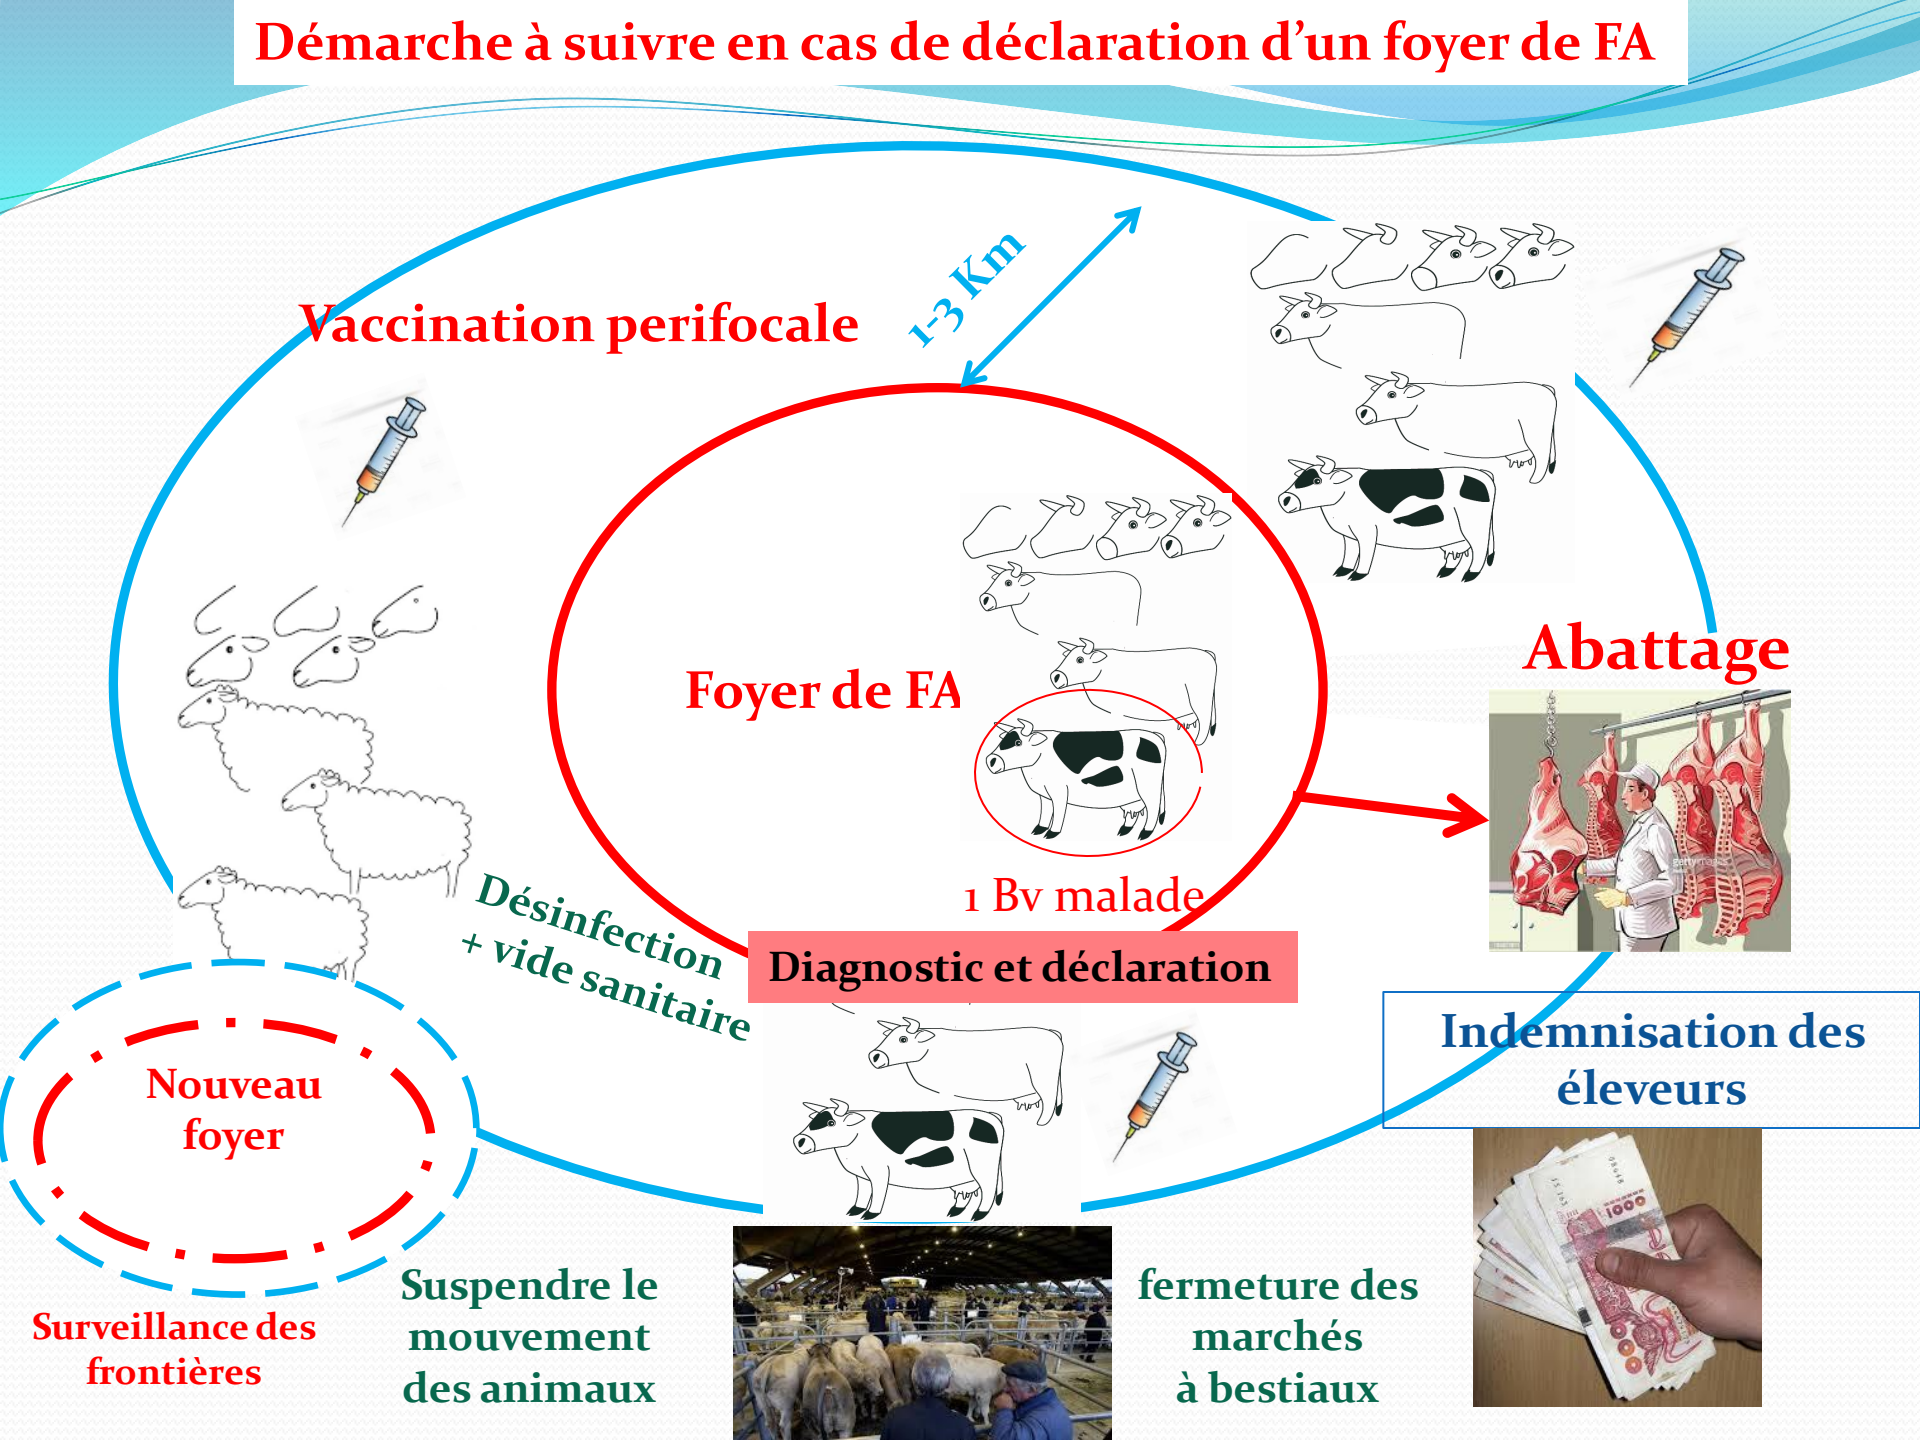 Démarche à suivre en cas de déclaration d’un foyer de FA
1-3 Km
Vaccination perifocale
Abattage
Foyer de FA
gettyimages
1 Bv malade
Désinfection
+ vide sanitaire
Diagnostic et déclaration
Indemnisation des
éleveurs
Nouveau
foyer
1000
Suspendre le
mouvement
des animaux
fermeture des
marchés
à bestiaux
Surveillance des
frontières